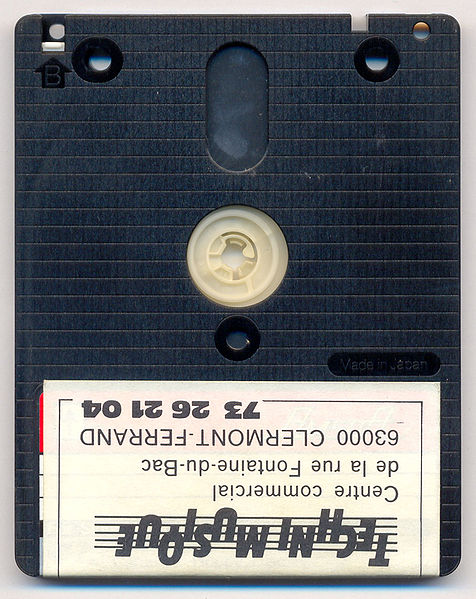 B
Made in Japan
TECHNIMUSIQUE
Centre commercial
de la rue Fontaine-du-Bac
63000 CLERMONT-FERRAND
73 26 21 04